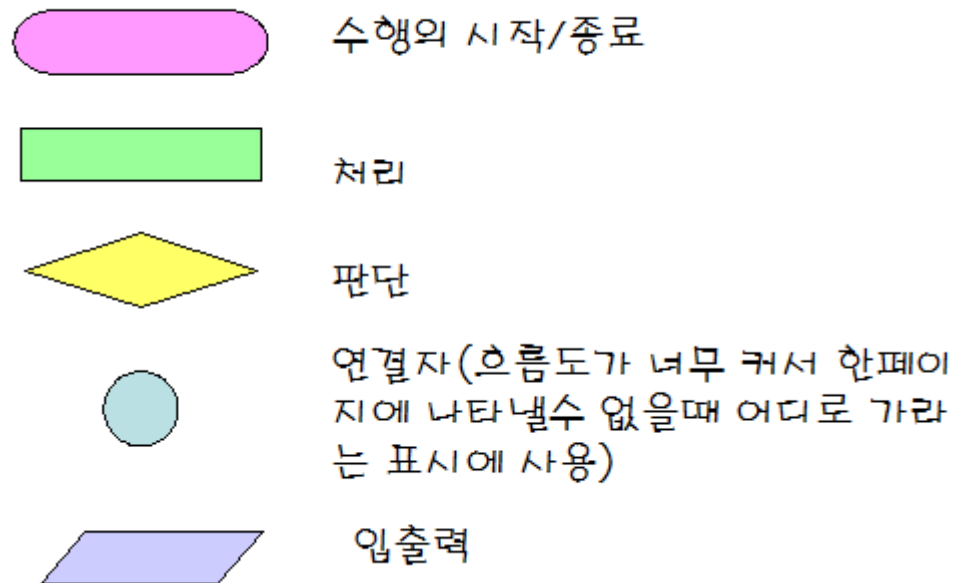 수행의 시작/종료
처리
판단
연결자(흐름도가 너무 커서 한페이
지에 나타낼수 없을때 어디로 가라
는 표시에 사용)
입출력